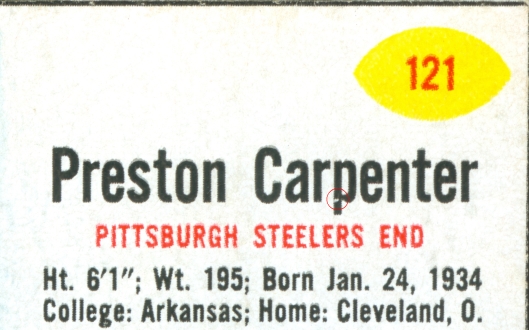 121
Preston Carpenter
PITTSBURGH STEELERS END
Ht. 6'1"; Wt. 195; Born Jan. 24, 1934
College: Arkansas; Home: Cleveland, O.